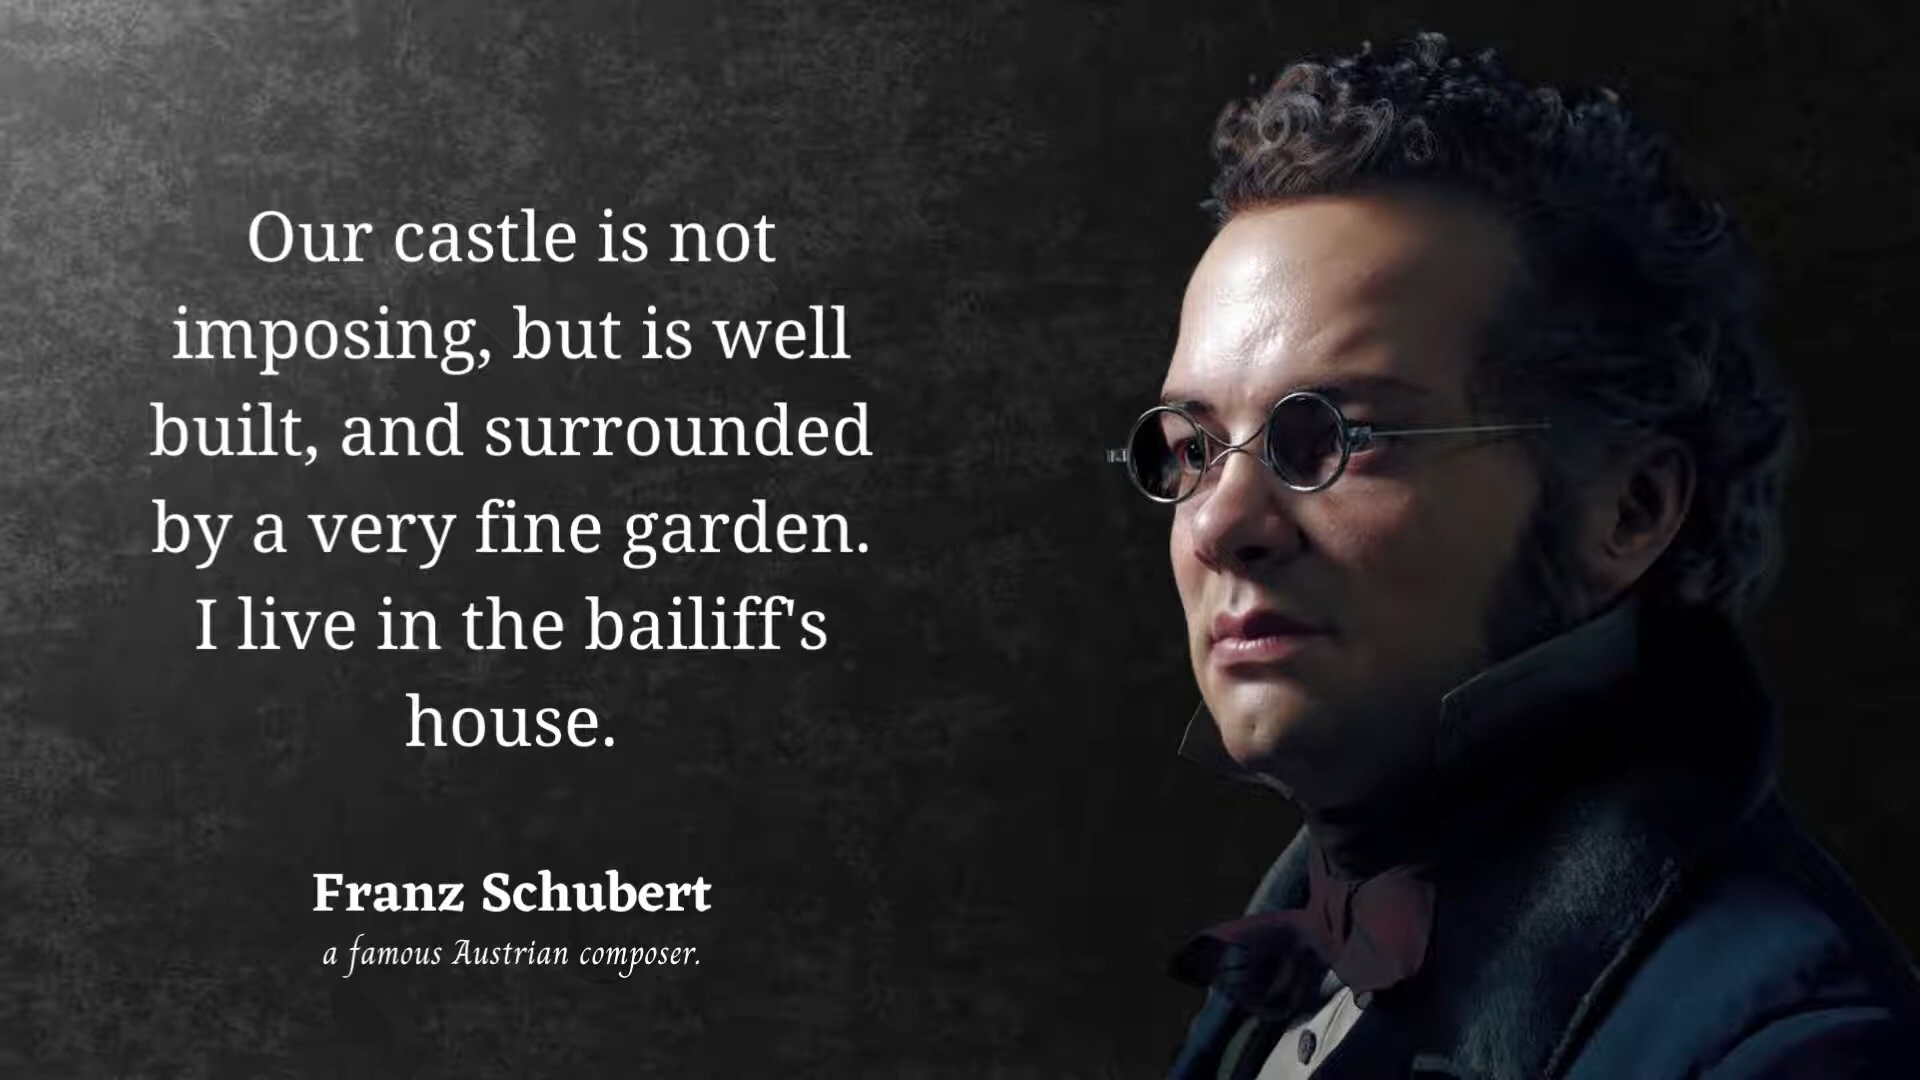 Our castle is not
imposing, but is well
built, and surrounded
by a very fine garden.
I live in the bailiff's
house.
Franz Schubert
a famous Austrian composer.